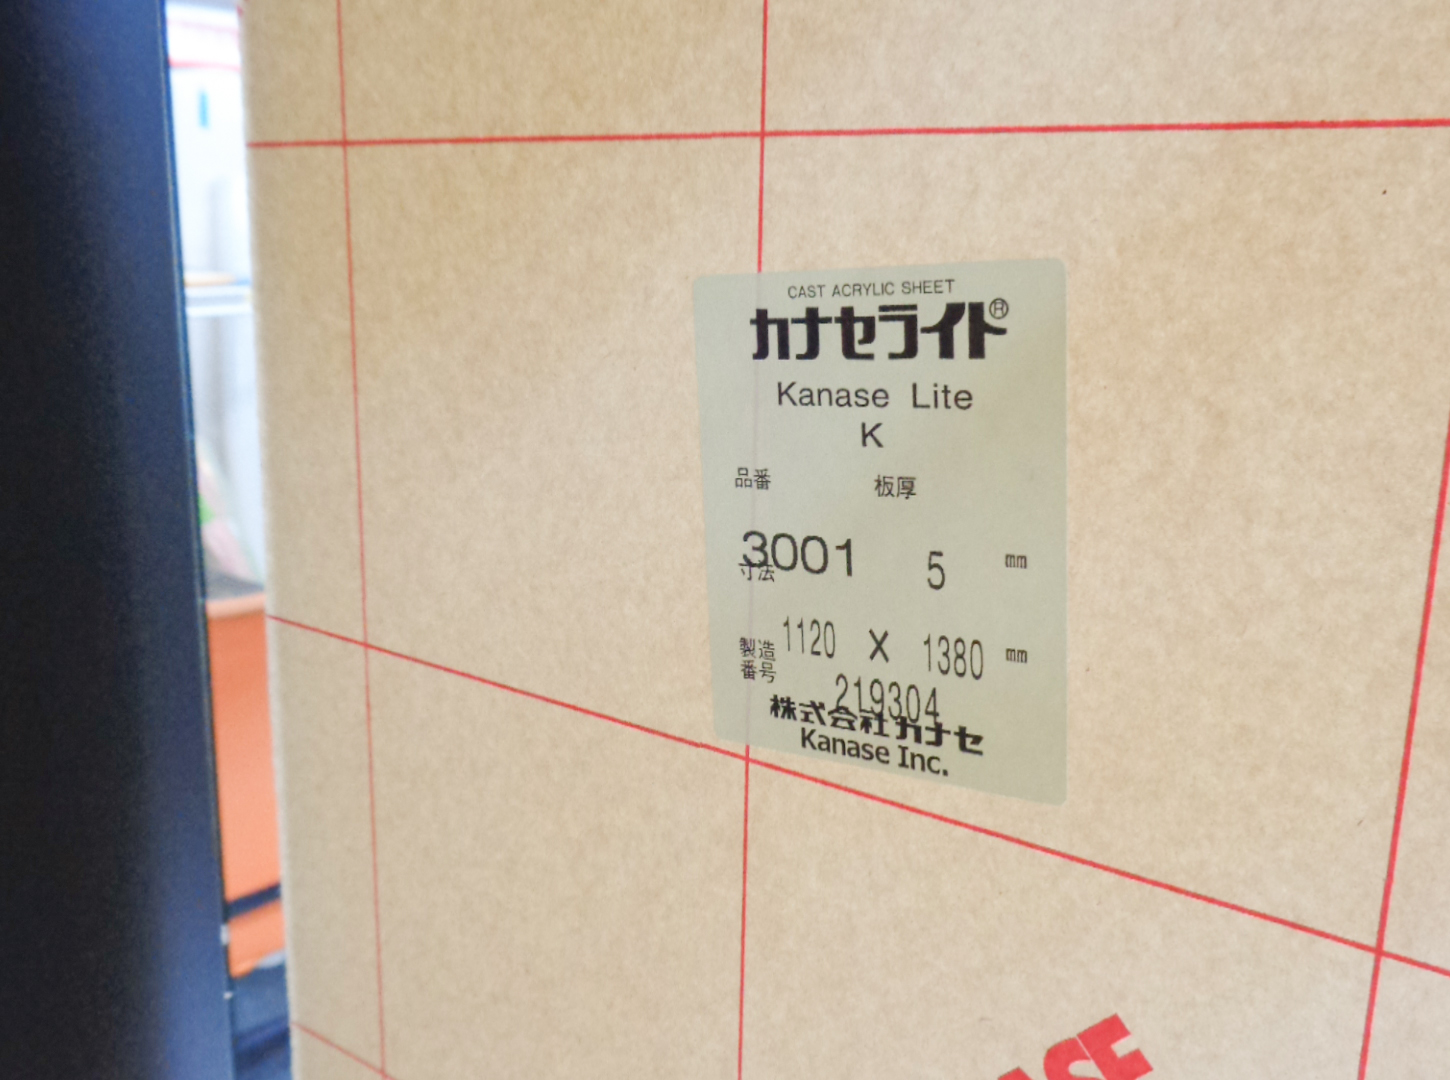 CAST ACRYLIC SHEET
カナセライト®
Kanase Lite
K
品番 板厚
3001 5 mm
寸法
1120 X 1380 mm
製造
番号
219304
株式会社カナセ
Kanase Inc.